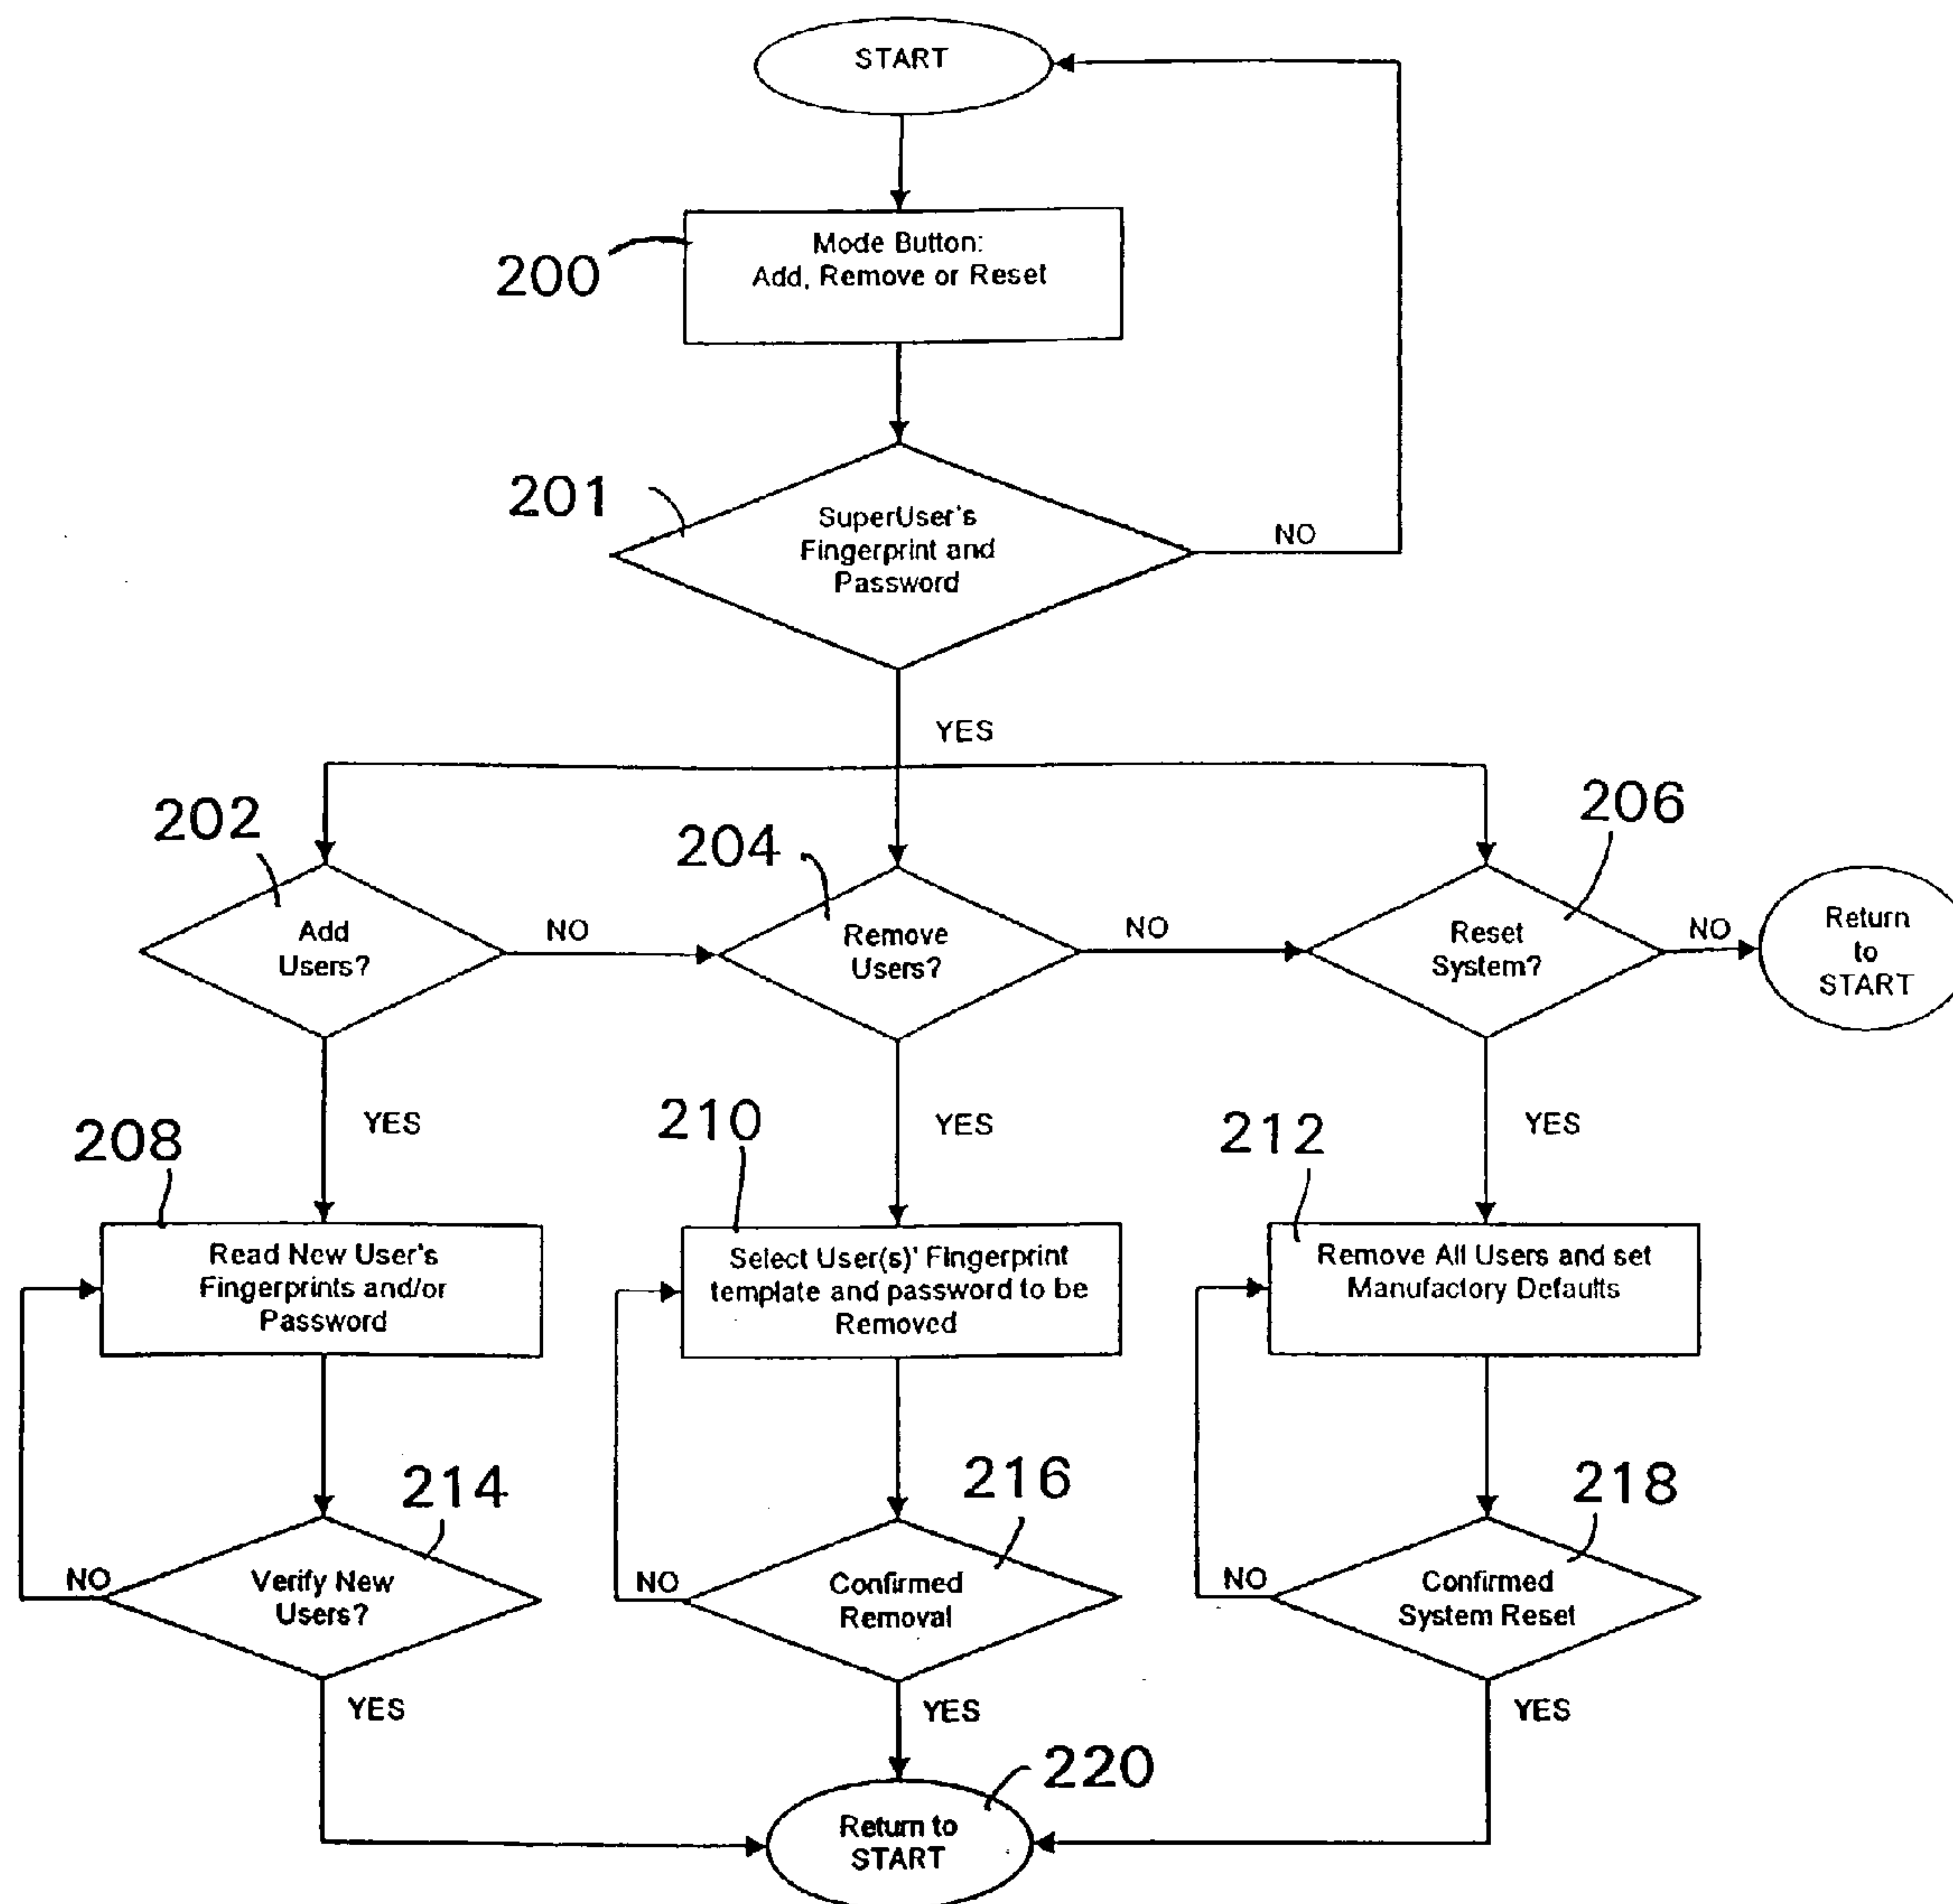 START
200
Mode Button:
Add, Remove or Reset
201
SuperUser's
Fingerprint and
Password
NO
YES
202
204
206
Add
Users?
NO
Remove
Users?
NO
Reset
System?
NO
Return
to
START
YES
YES
YES
208
210
212
Read New User's
Fingerprints and/or
Password
Select User(s)' Fingerprint
template and password to be
Removed
Remove All Users and set
Manufactory Defaults
214
216
218
NO
Verify New
Users?
NO
Confirmed
Removal
NO
Confirmed
System Reset
YES
YES
YES
220
Return to
START